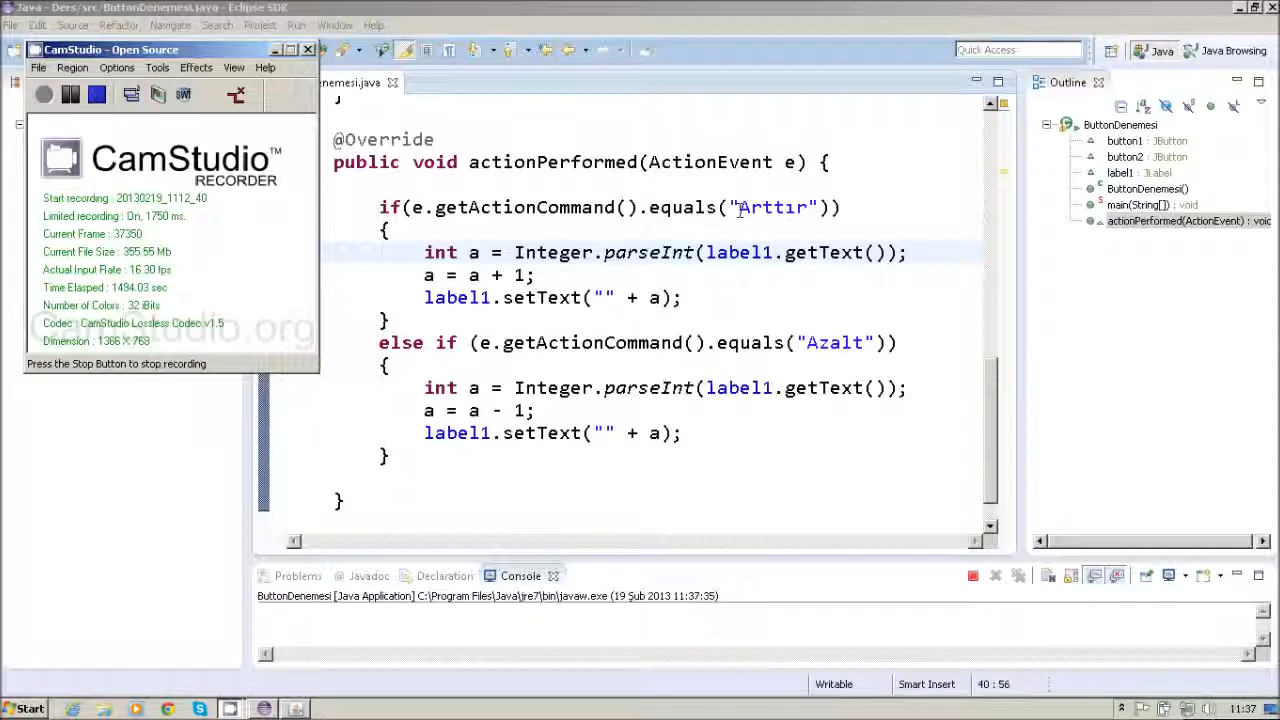 Java - Ders/src/ButtonDenemesi.java - Eclipse SDK
File Edit Source Refactor Navigate Search Project Run Window Help
CamStudio - Open Source
Quick Access
Java
Java Browsing
File Region Options Tools Effects View Help
enemesi.java
Outline
CamStudio™
RECORDER
Start recording : 20130219_1112_40
Limited recording : On, 1750 ms.
Current Frame : 37350
Current File Size : 355.55 Mb
Actual Input Rate : 16.30 fps
Time Elasped : 1484.03 sec
Number of Colors : 32 iBits
Codec : CamStudio Lossless Codec v1.5
Dimension : 1366 X 768
CamStudio.org
Press the Stop Button to stop recording
}
@Override
public void actionPerformed(ActionEvent e) {
if(e.getActionCommand().equals("Arttır"))
{
int a = Integer.parseInt(label1.getText());
a = a + 1;
label1.setText("" + a);
}
else if (e.getActionCommand().equals("Azalt"))
{
int a = Integer.parseInt(label1.getText());
a = a - 1;
label1.setText("" + a);
}
}
ButtonDenemesi
button1 : JButton
button2 : JButton
label1 : JLabel
ButtonDenemesi()
main(String[]) : void
actionPerformed(ActionEvent) : void
Problems @ Javadoc Declaration Console
ButtonDenemesi [Java Application] C:\Program Files\Java\jre7\bin\javaw.exe (19 Şub 2013 11:37:35)
Writable Smart Insert 40 : 56
Start
11:37